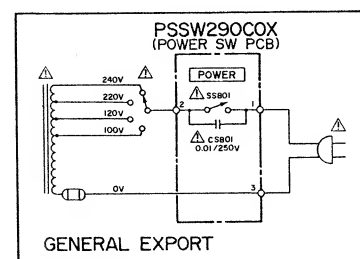 PSSW290COX
(POWER SW PCB)
240V
220V
120V
100V
0V
POWER
SS801
2
1
CS801
0.01/250V
3
GENERAL EXPORT